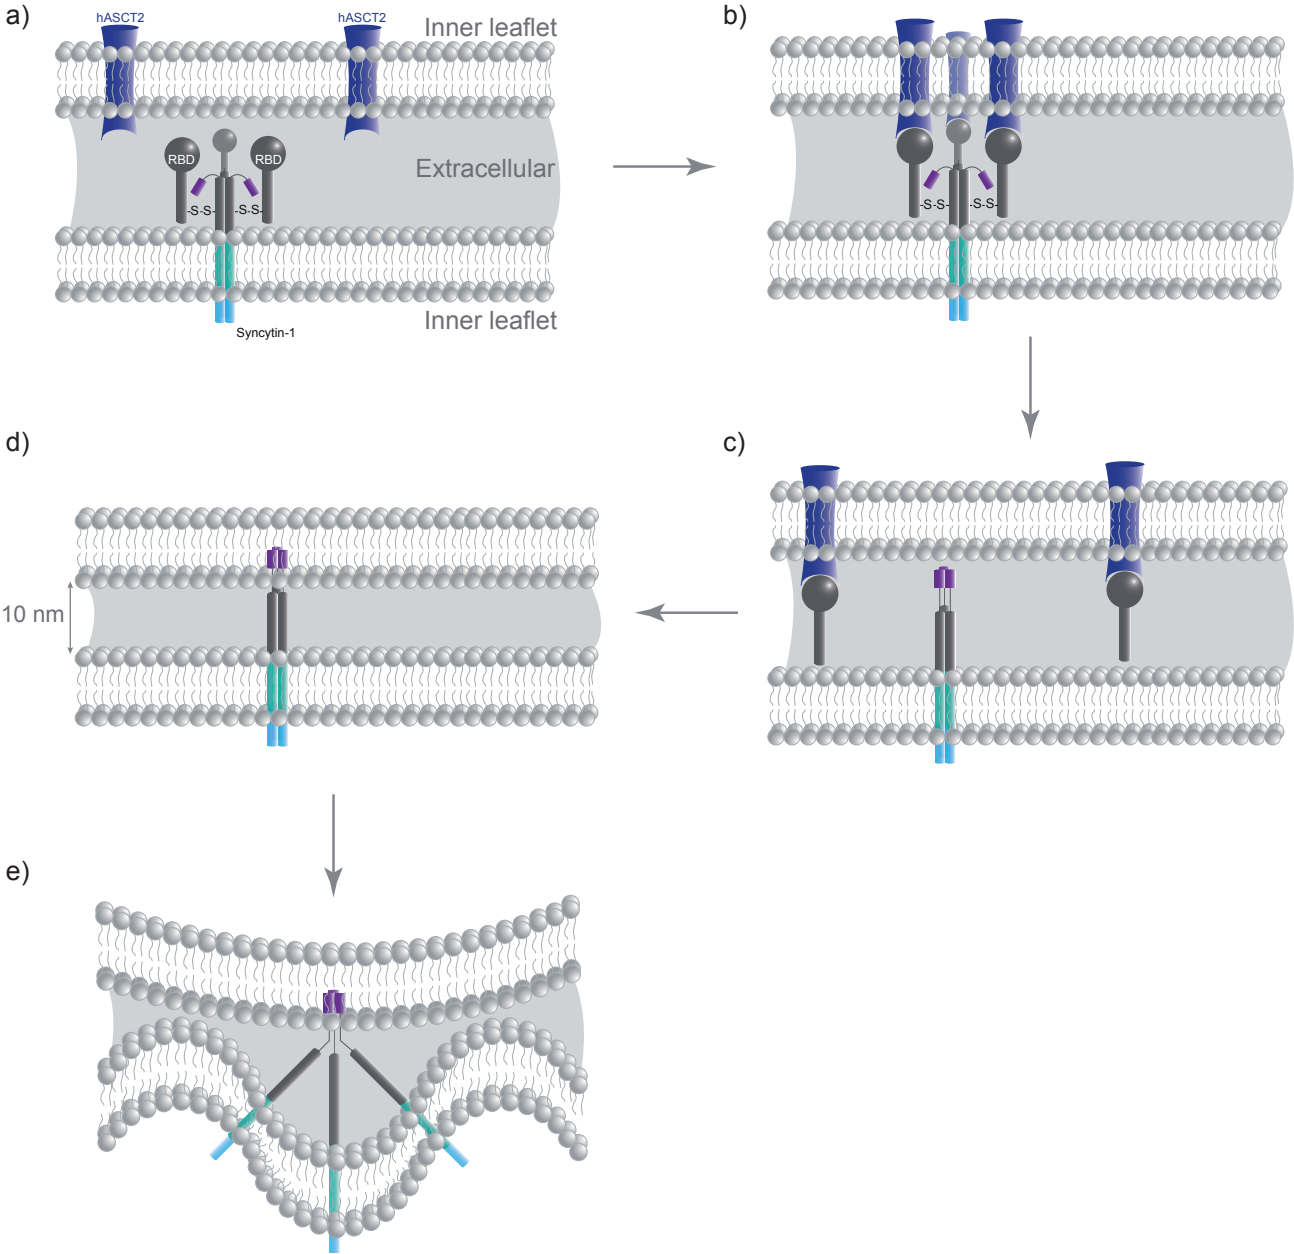 a)
hASCT2
hASCT2
Inner leaflet
RBD
RBD
Extracellular
-S-S-
-S-S-
Inner leaflet
Syncytin-1
b)
-S-S-
-S-S-
d)
c)
10 nm
e)